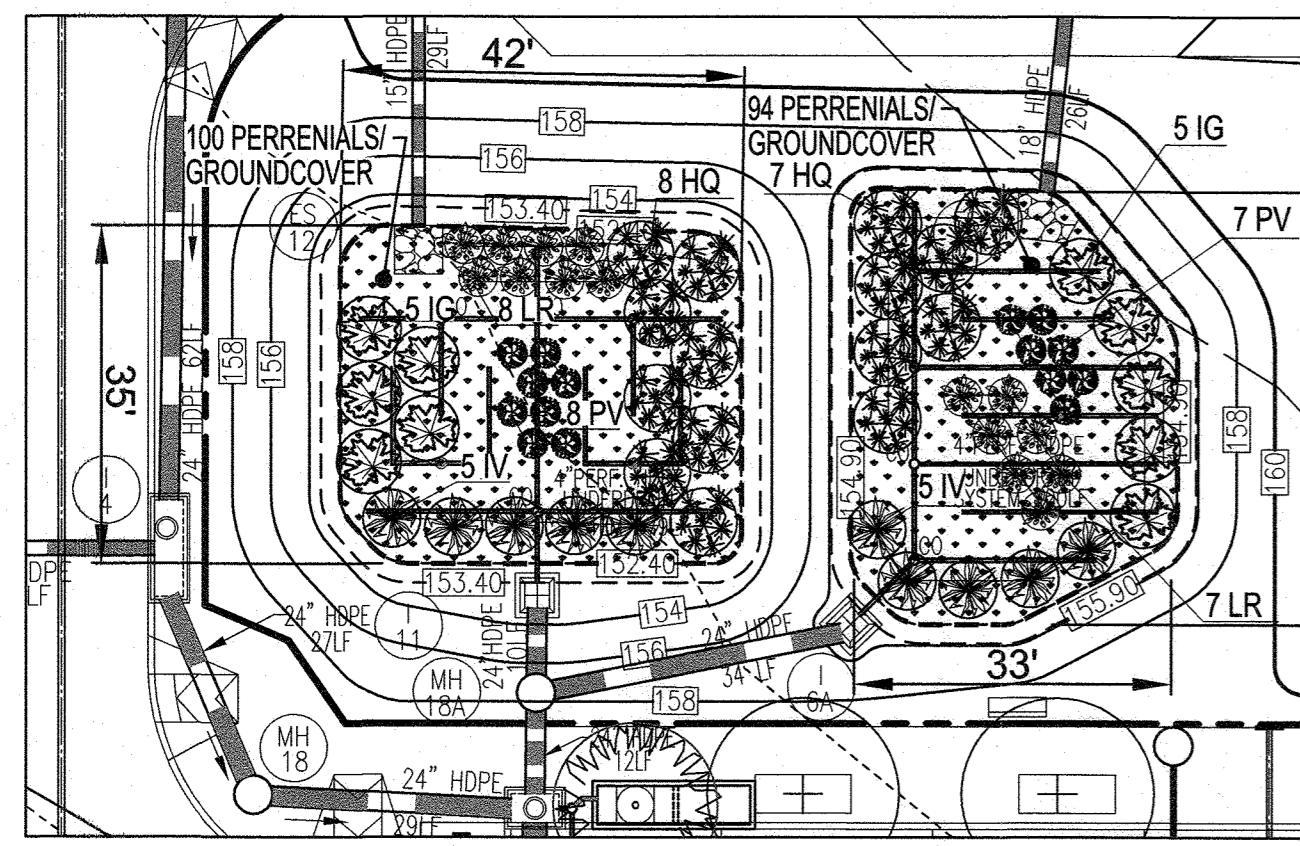 42'
15" HDPE
29LF
18" HDPE
26LF
100 PERRENIALS/
GROUNDCOVER
158
156
94 PERRENIALS/
GROUNDCOVER
5 IG
8 HQ
7 HQ
154
153.40
ES
12
7 PV
35'
158
156
24" HDPE 62LF
5 IG
8 LR
8 PV
5 IV
4" PERF
CO
158
160
154.90
154.90
5 IV
CO
I
4
DPE
LF
153.40
152.40
154
156
158
I
11
24" HDPE
27LF
24" HDPE
10LF
24" HDPE
34 LF
MH
18A
I
6A
155.90
7 LR
33'
MH
18
24" HDPE
29LF
12LF